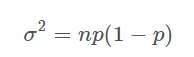 σ² = np(1 − p)